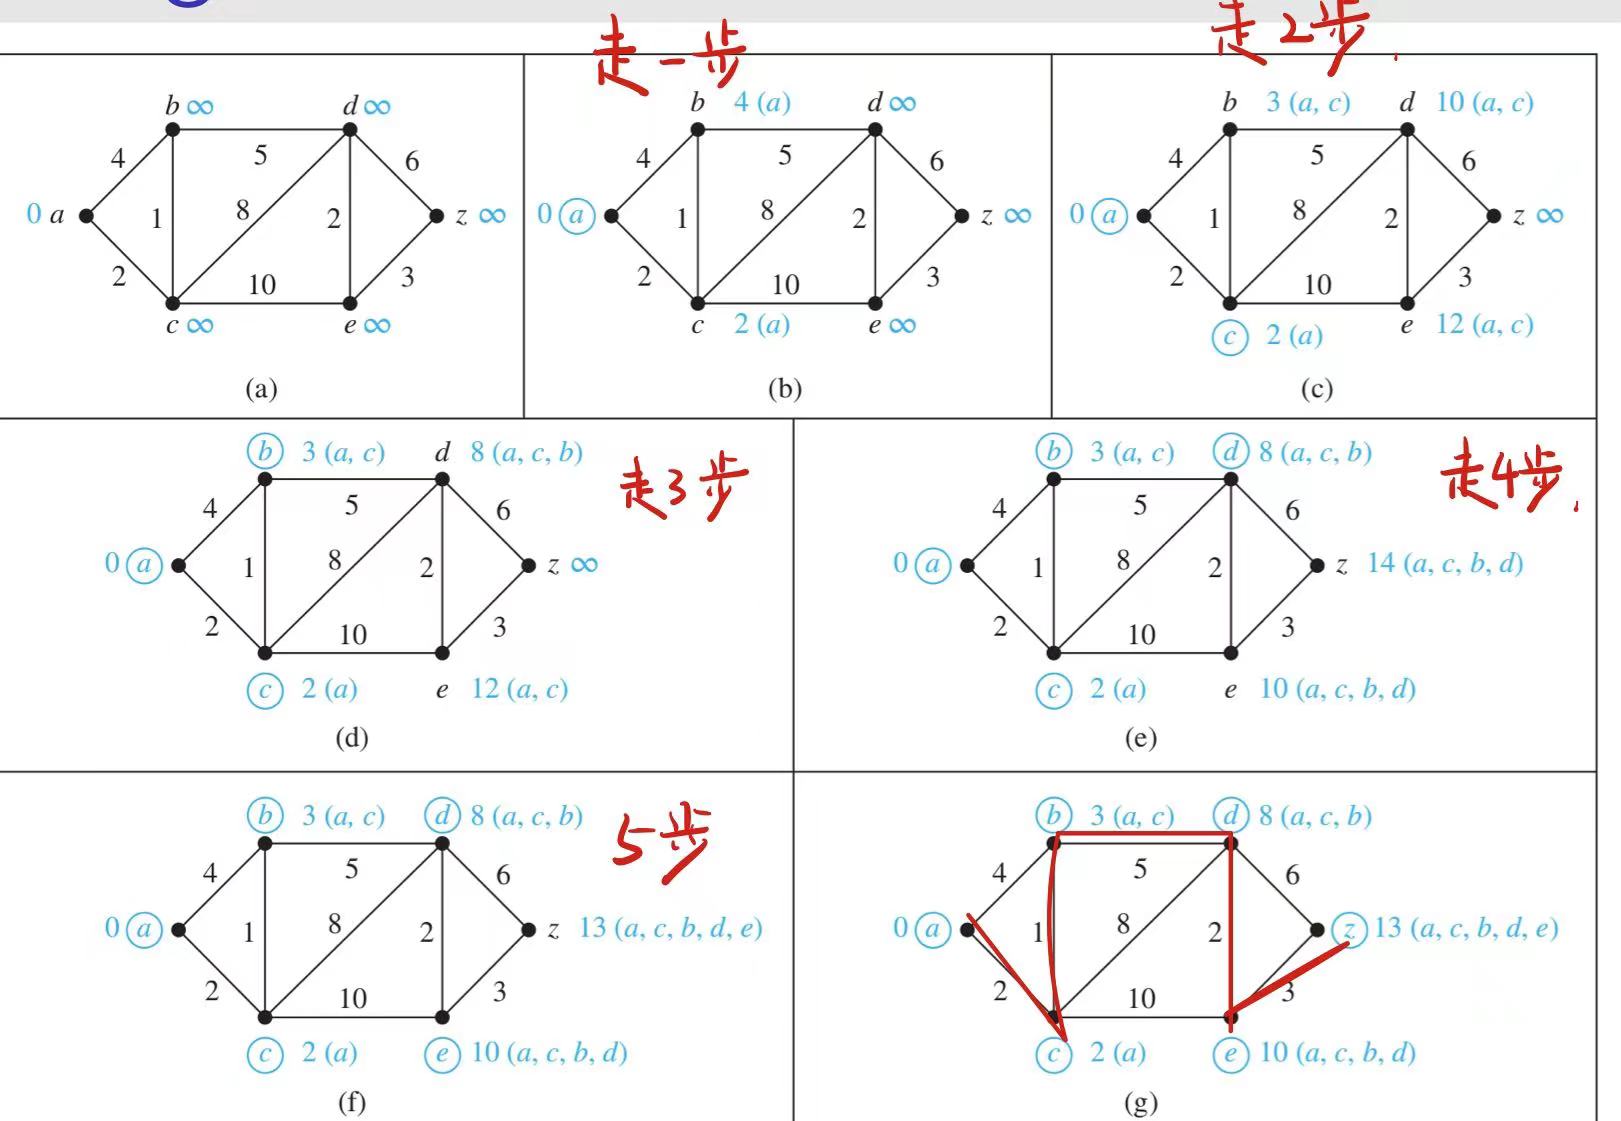 走一步
走2步.
b ∞ d ∞
4 5 6
0 a 1 8 2 z ∞
2 10 3
c ∞ e ∞
(a)
b 4 (a) d ∞
4 5 6
0 a 1 8 2 z ∞
2 10 3
c 2 (a) e ∞
(b)
b 3 (a, c) d 10 (a, c)
4 5 6
0 a 1 8 2 z ∞
2 10 3
c 2 (a) e 12 (a, c)
(c)
b 3 (a, c) d 8 (a, c, b)
走3步
4 5 6
0 a 1 8 2 z ∞
2 10 3
c 2 (a) e 12 (a, c)
(d)
b 3 (a, c) d 8 (a, c, b)
走4步.
4 5 6
0 a 1 8 2 z 14 (a, c, b, d)
2 10 3
c 2 (a) e 10 (a, c, b, d)
(e)
b 3 (a, c) d 8 (a, c, b)
5步
4 5 6
0 a 1 8 2 z 13 (a, c, b, d, e)
2 10 3
c 2 (a) e 10 (a, c, b, d)
(f)
b 3 (a, c) d 8 (a, c, b)
4 5 6
0 a 1 8 2 z 13 (a, c, b, d, e)
2 10 3
c 2 (a) e 10 (a, c, b, d)
(g)